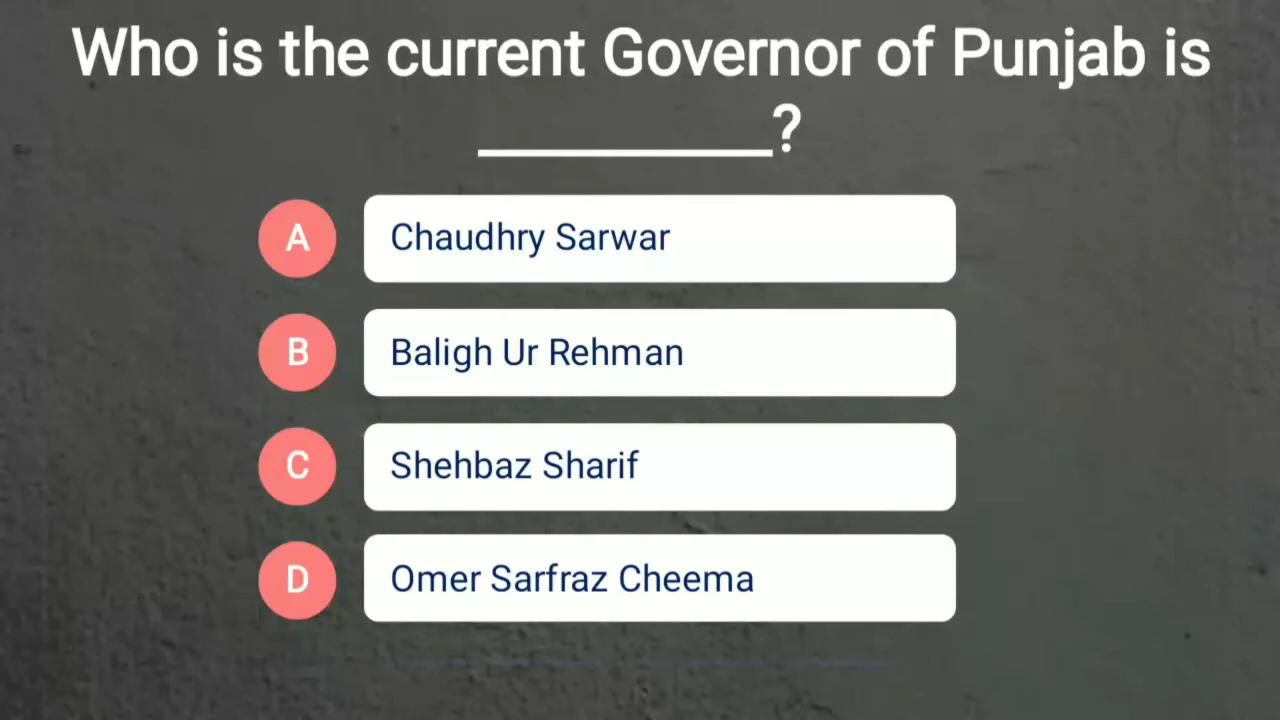 Who is the current Governor of Punjab is
__________?
A
Chaudhry Sarwar
B
Baligh Ur Rehman
C
Shehbaz Sharif
D
Omer Sarfraz Cheema